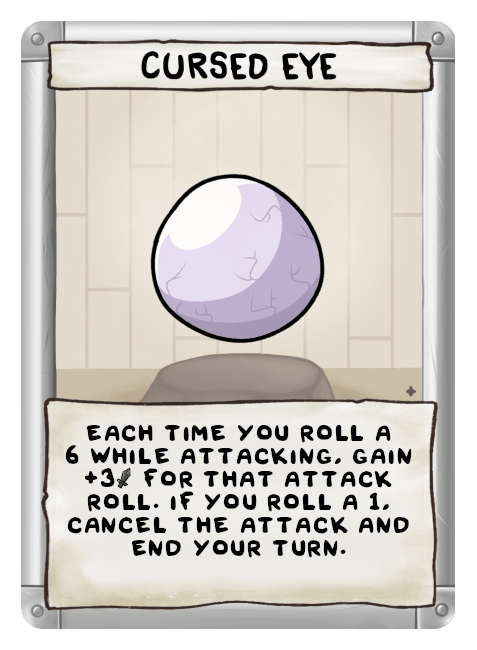 CURSED EYE
EACH TIME YOU ROLL A
6 WHILE ATTACKING, GAIN
+3 FOR THAT ATTACK
ROLL. IF YOU ROLL A 1,
CANCEL THE ATTACK AND
END YOUR TURN.